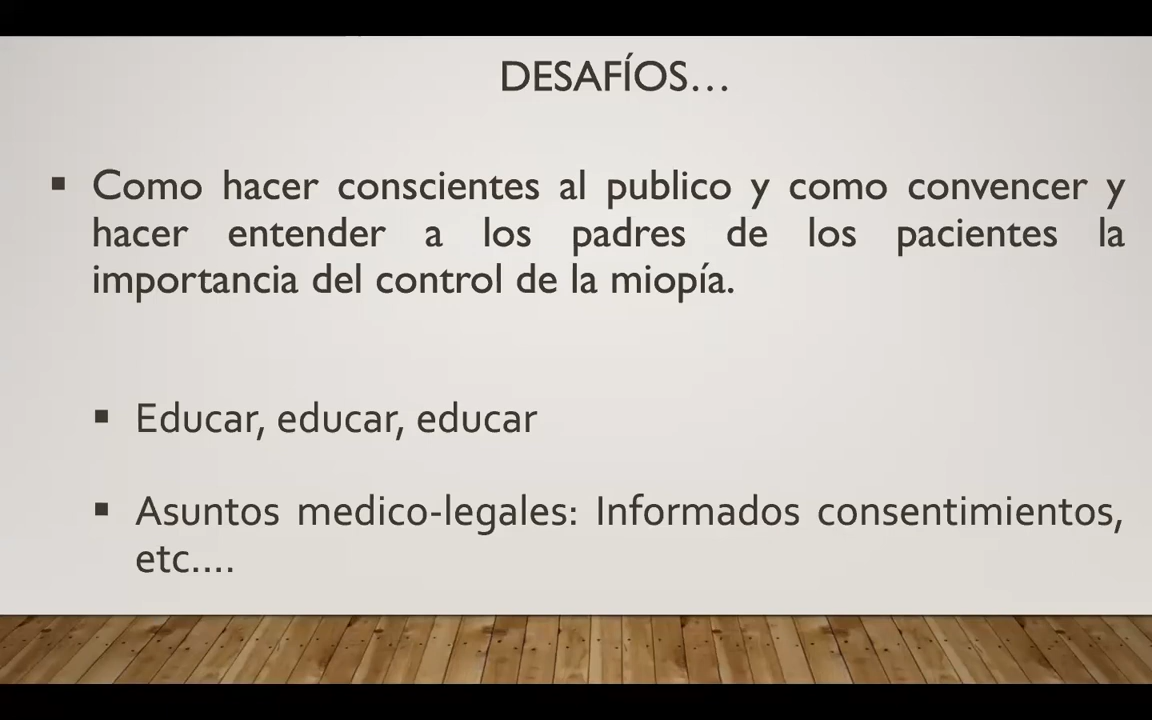 DESAFÍOS...
▪ Como hacer conscientes al publico y como convencer y
hacer entender a los padres de los pacientes la
importancia del control de la miopía.
▪ Educar, educar, educar
▪ Asuntos medico-legales: Informados consentimientos,
etc....